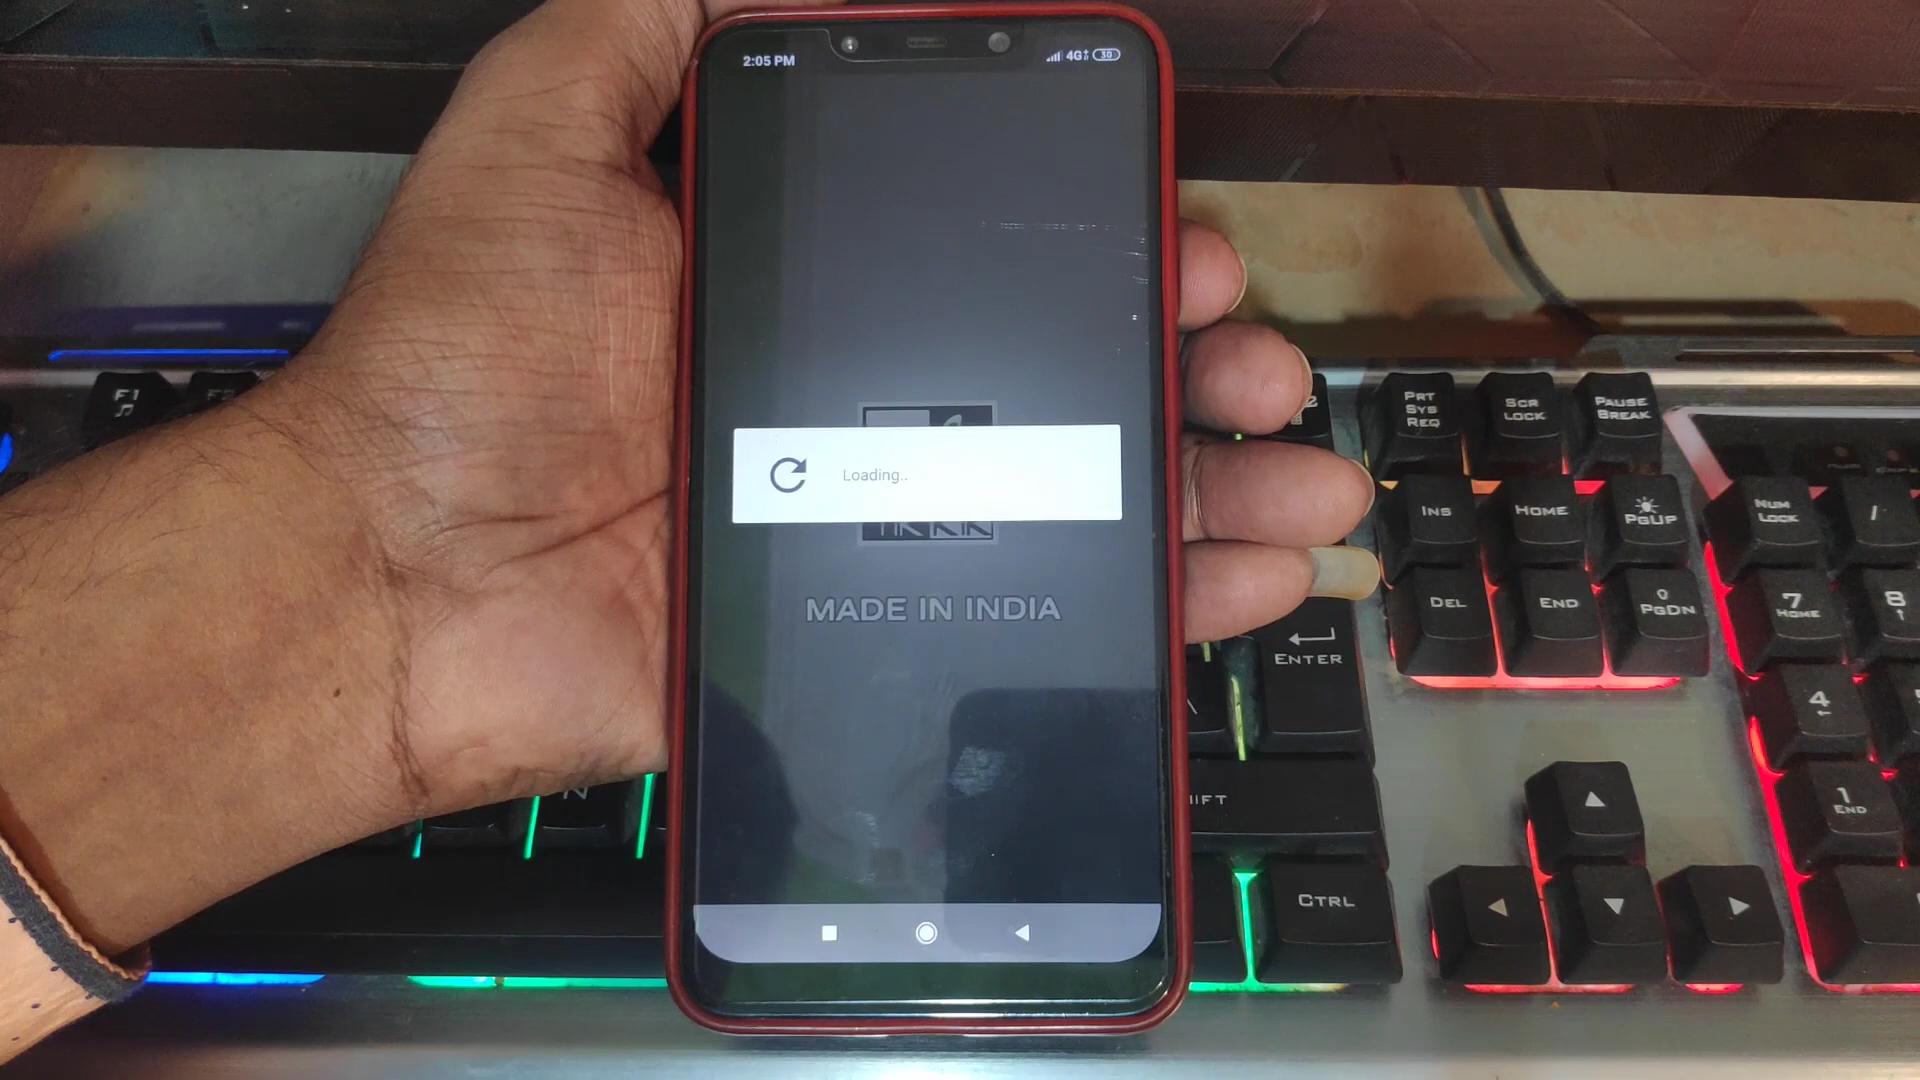 2:05 PM 4G+ 30
Loading..
MADE IN INDIA
F1
PRT
SYS
REQ
SCR
LOCK
PAUSE
BREAK
INS
HOME
PGUP
NUM
LOCK
/
DEL
END
0
PGDN
7
HOME
8
ENTER
4
1
END
N
CTRL